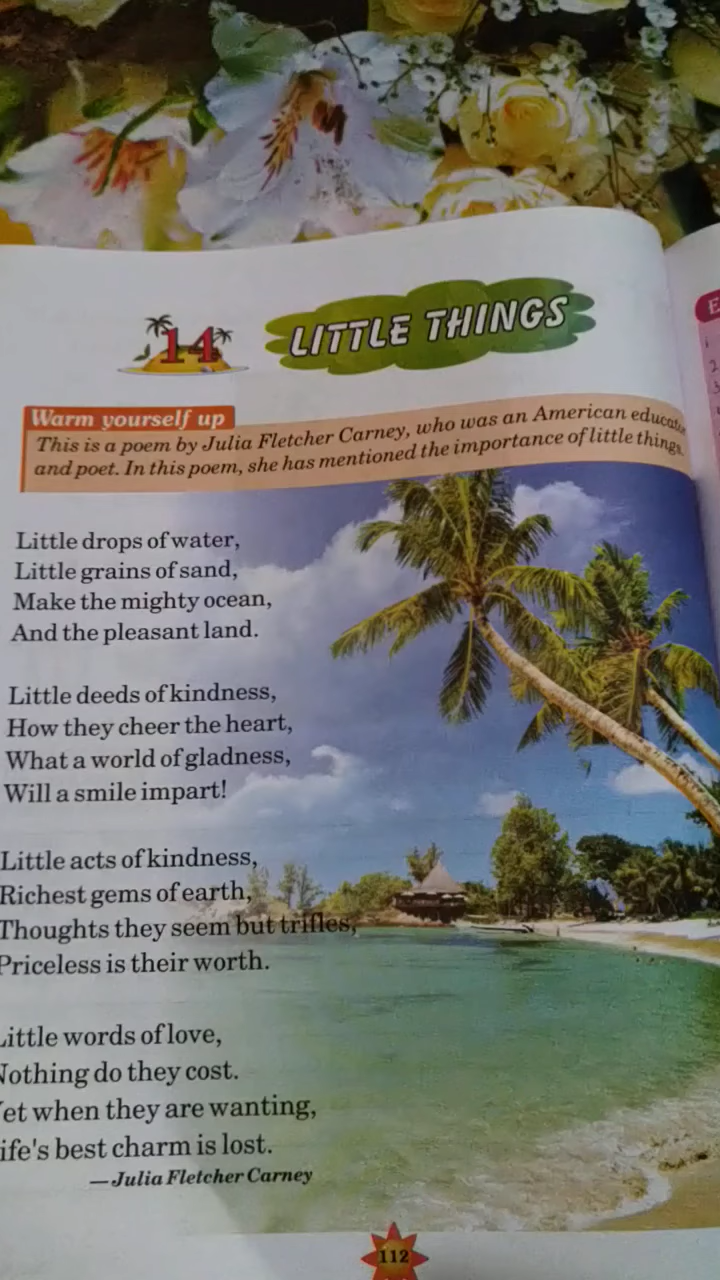 14
LITTLE THINGS
Warm yourself up
This is a poem by Julia Fletcher Carney, who was an American
and poet. In this poem, she has mentioned the importance of little things.
Little drops of water,
Little grains of sand,
Make the mighty ocean,
And the pleasant land.
Little deeds of kindness,
How they cheer the heart,
What a world of gladness,
Will a smile impart!
Little acts of kindness,
Richest gems of earth,
Thoughts they seem but trifles,
Priceless is their worth.
Little words of love,
Nothing do they cost.
Yet when they are wanting,
Life's best charm is lost.
—Julia Fletcher Carney
112